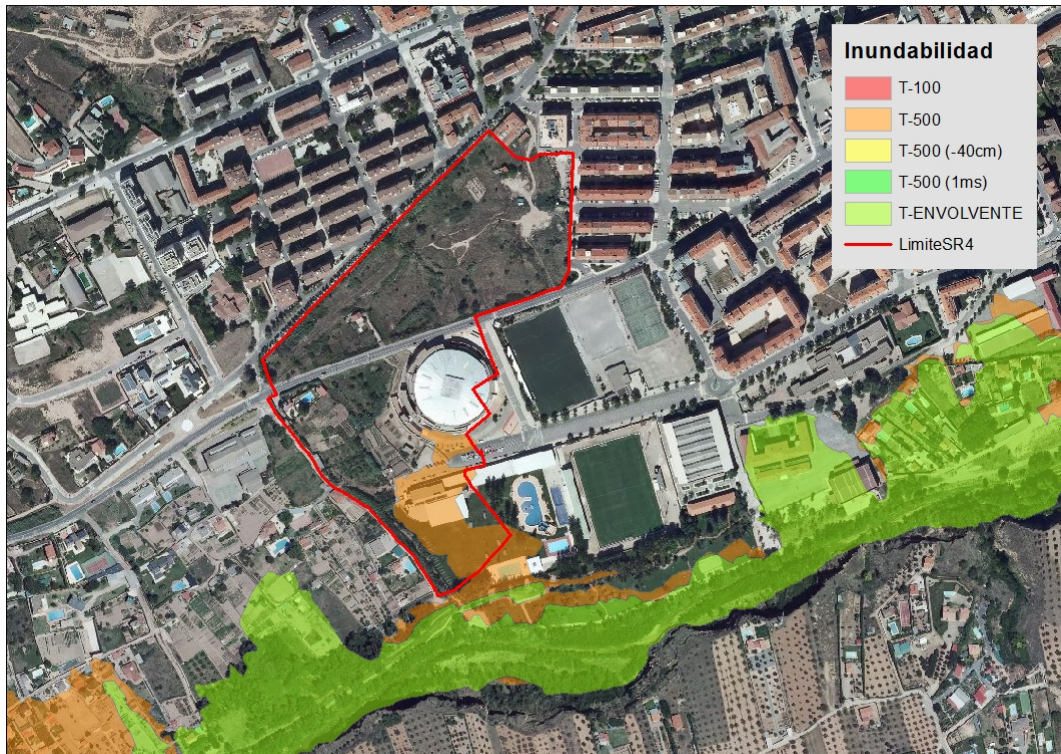 Inundabilidad
T-100
T-500
T-500 (-40cm)
T-500 (1ms)
T-ENVOLVENTE
LimiteSR4